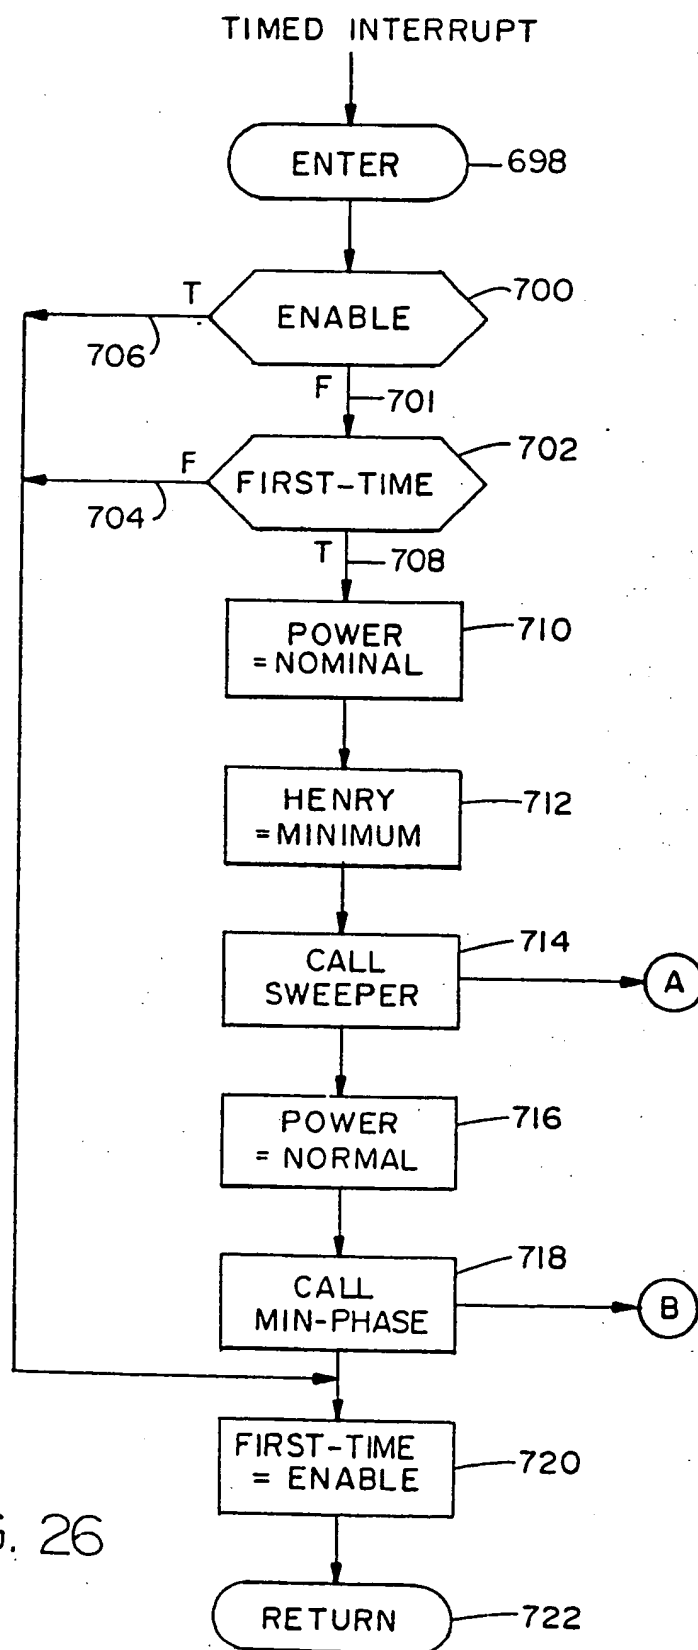 TIMED INTERRUPT
ENTER
698
T
ENABLE
700
706
F
701
F
FIRST-TIME
702
704
T
708
POWER
=NOMINAL
710
HENRY
=MINIMUM
712
CALL
SWEEPER
714
A
POWER
= NORMAL
716
CALL
MIN-PHASE
718
B
FIRST-TIME
= ENABLE
720
26
RETURN
722